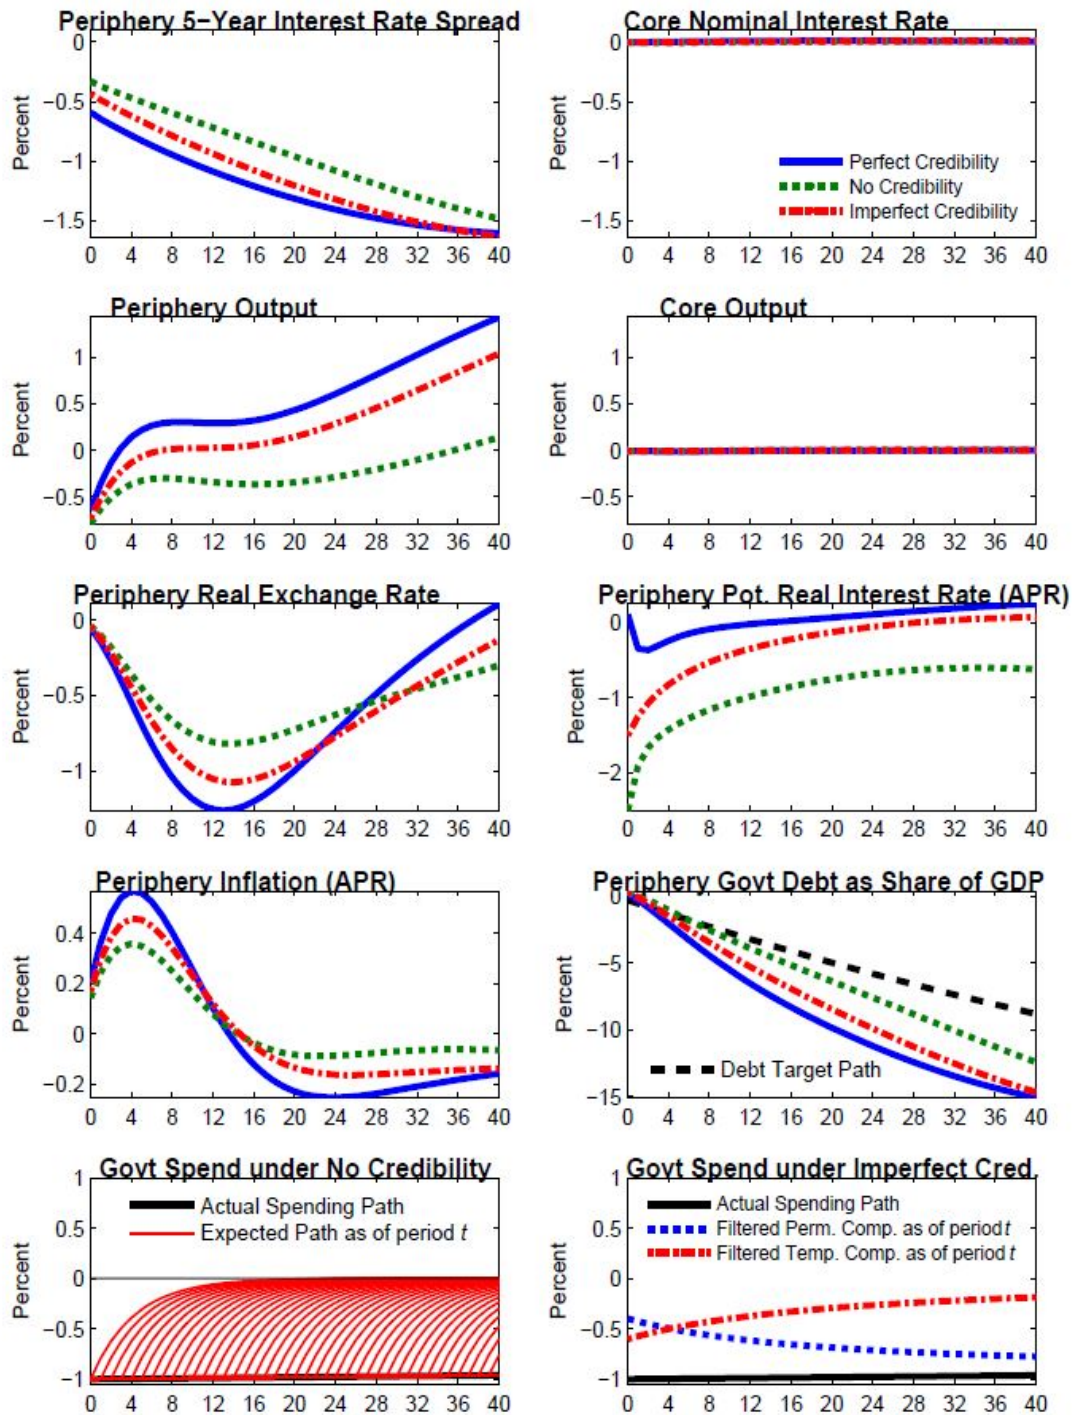 Periphery 5-Year Interest Rate Spread
Percent
0
-0.5
-1
-1.5
0 4 8 12 16 20 24 28 32 36 40
Core Nominal Interest Rate
Percent
0
-0.5
-1
-1.5
Perfect Credibility
No Credibility
Imperfect Credibility
0 4 8 12 16 20 24 28 32 36 40
Periphery Output
Percent
1
0.5
0
-0.5
0 4 8 12 16 20 24 28 32 36 40
Core Output
Percent
1
0.5
0
-0.5
0 4 8 12 16 20 24 28 32 36 40
Periphery Real Exchange Rate
Percent
0
-0.5
-1
0 4 8 12 16 20 24 28 32 36 40
Periphery Pot. Real Interest Rate (APR)
Percent
0
-1
-2
0 4 8 12 16 20 24 28 32 36 40
Periphery Inflation (APR)
Percent
0.4
0.2
0
-0.2
0 4 8 12 16 20 24 28 32 36 40
Periphery Govt Debt as Share of GDP
Percent
0
-5
-10
-15
Debt Target Path
0 4 8 12 16 20 24 28 32 36 40
Govt Spend under No Credibility
Percent
1
0.5
0
-0.5
-1
Actual Spending Path
Expected Path as of period t
0 4 8 12 16 20 24 28 32 36 40
Govt Spend under Imperfect Cred.
Percent
1
0.5
0
-0.5
-1
Actual Spending Path
Filtered Perm. Comp. as of period t
Filtered Temp. Comp. as of period t
0 4 8 12 16 20 24 28 32 36 40